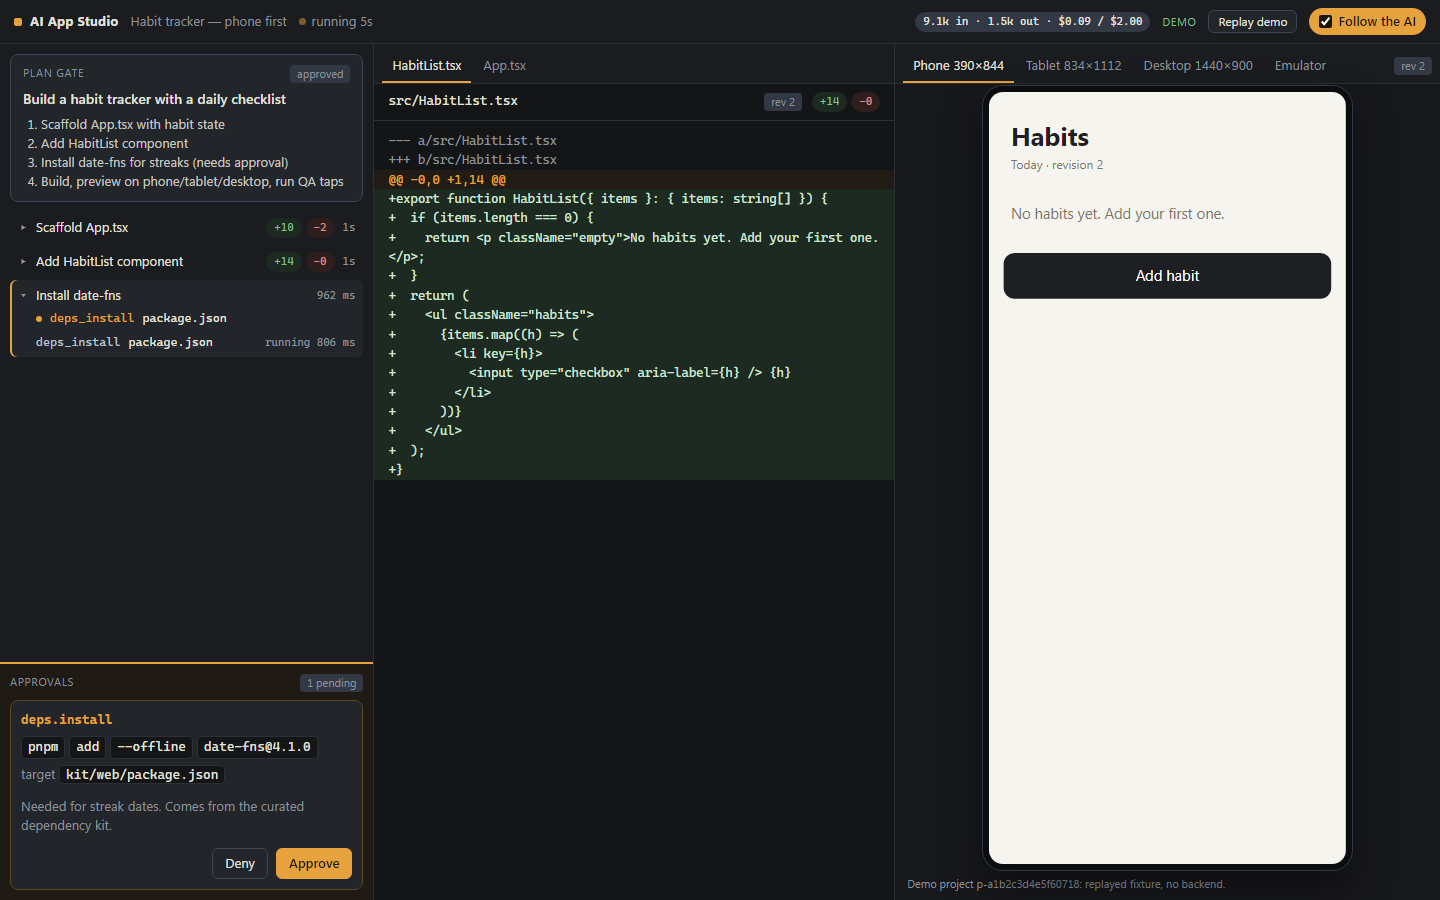 AI App Studio Habit tracker — phone first running 5s
9.1k in · 1.5k out · $0.09 / $2.00 DEMO Replay demo Follow the AI
PLAN GATE approved
Build a habit tracker with a daily checklist
1. Scaffold App.tsx with habit state
2. Add HabitList component
3. Install date-fns for streaks (needs approval)
4. Build, preview on phone/tablet/desktop, run QA taps
Scaffold App.tsx +10 −2 1s
Add HabitList component +14 −0 1s
Install date-fns 962 ms
deps_install package.json
deps_install package.json running 806 ms
APPROVALS 1 pending
deps.install
pnpm add --offline date-fns@4.1.0
target kit/web/package.json
Needed for streak dates. Comes from the curated
dependency kit.
Deny Approve
HabitList.tsx App.tsx
src/HabitList.tsx rev 2 +14 −0
--- a/src/HabitList.tsx
+++ b/src/HabitList.tsx
@@ -0,0 +1,14 @@
+export function HabitList({ items }: { items: string[] }) {
+  if (items.length === 0) {
+    return <p className="empty">No habits yet. Add your first one.
</p>;
+  }
+  return (
+    <ul className="habits">
+      {items.map((h) => (
+        <li key={h}>
+          <input type="checkbox" aria-label={h} /> {h}
+        </li>
+      ))}
+    </ul>
+  );
+}
Phone 390×844 Tablet 834×1112 Desktop 1440×900 Emulator rev 2
Habits
Today · revision 2
No habits yet. Add your first one.
Add habit
Demo project p-a1b2c3d4e5f60718: replayed fixture, no backend.